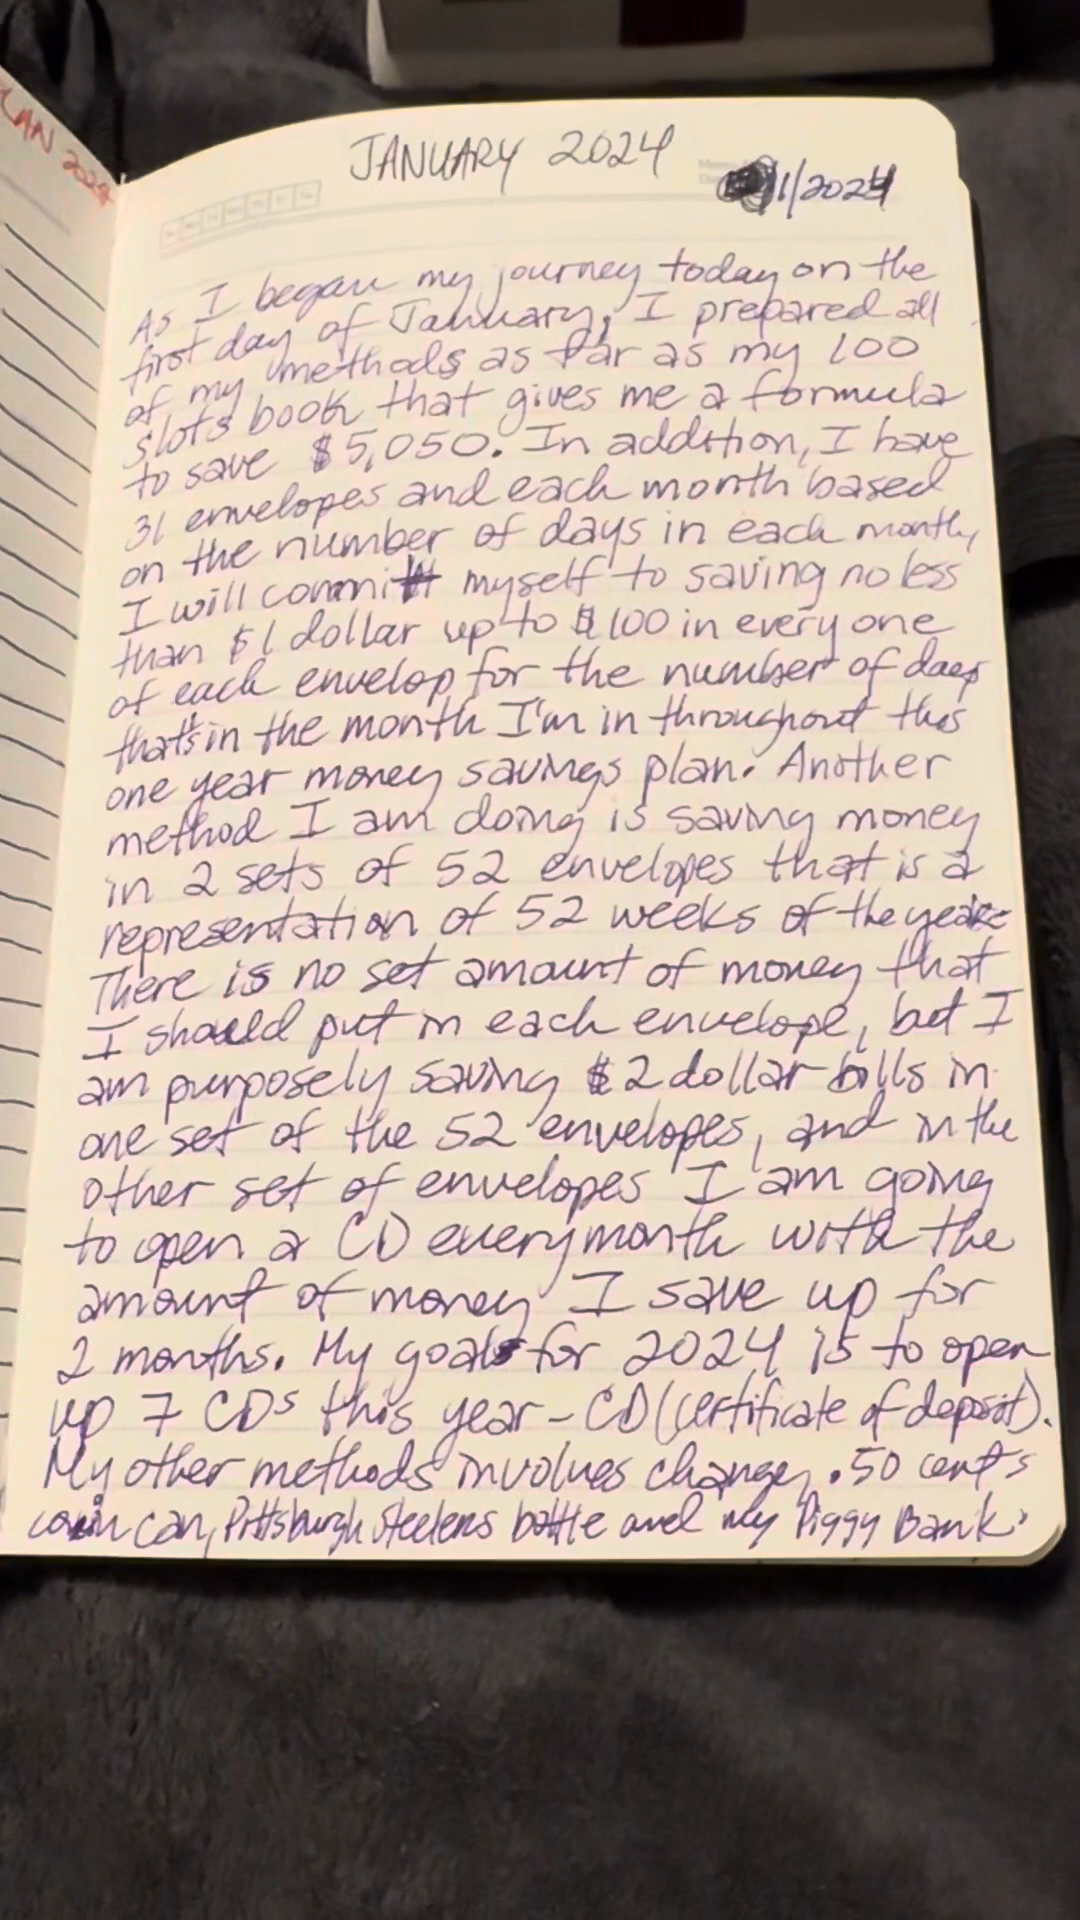 LAN 2024
JANUARY 2024
1/2024
As I began my journey today on the
first day of January, I prepared all
of my methods as far as my 100
slots book that gives me a formula
to save $5,050. In addition, I have
31 envelopes and each month based
on the number of days in each month,
I will commit myself to saving no less
than $1 dollar up to $100 in every one
of each envelop for the number of days
that's in the month I'm in throughout this
one year money savings plan. Another
method I am doing is saving money
in 2 sets of 52 envelopes that is a
representation of 52 weeks of the year.
There is no set amount of money that
I should put in each envelope, but I
am purposely saving $2 dollar bills in
one set of the 52 envelopes, and in the
other set of envelopes I am going
to open a CD every month with the
amount of money I save up for
2 months. My goal for 2024 is to open
up 7 CDs this year - CD (certificate of deposit).
My other methods involves change, .50 cents
coin can, Pittsburgh Steelers bottle and my Piggy Bank.